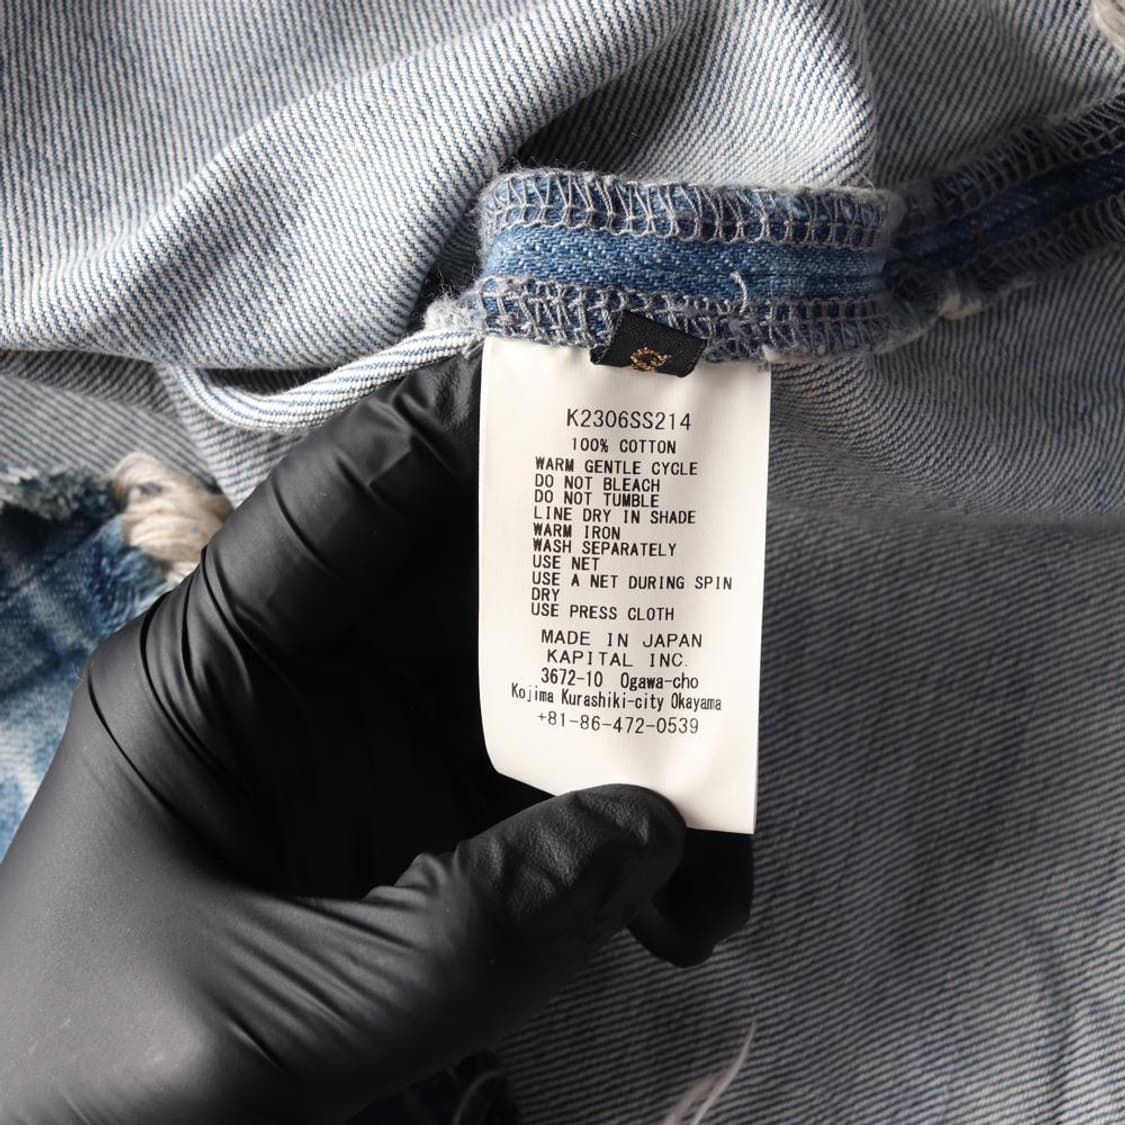 K2306SS214
100% COTTON
WARM GENTLE CYCLE
DO NOT BLEACH
DO NOT TUMBLE
LINE DRY IN SHADE
WARM IRON
WASH SEPARATELY
USE NET
USE A NET DURING SPIN
DRY
USE PRESS CLOTH
MADE IN JAPAN
KAPITAL INC.
3672-10 Ogawa-cho
Kojima Kurashiki-city Okayama
+81-86-472-0539